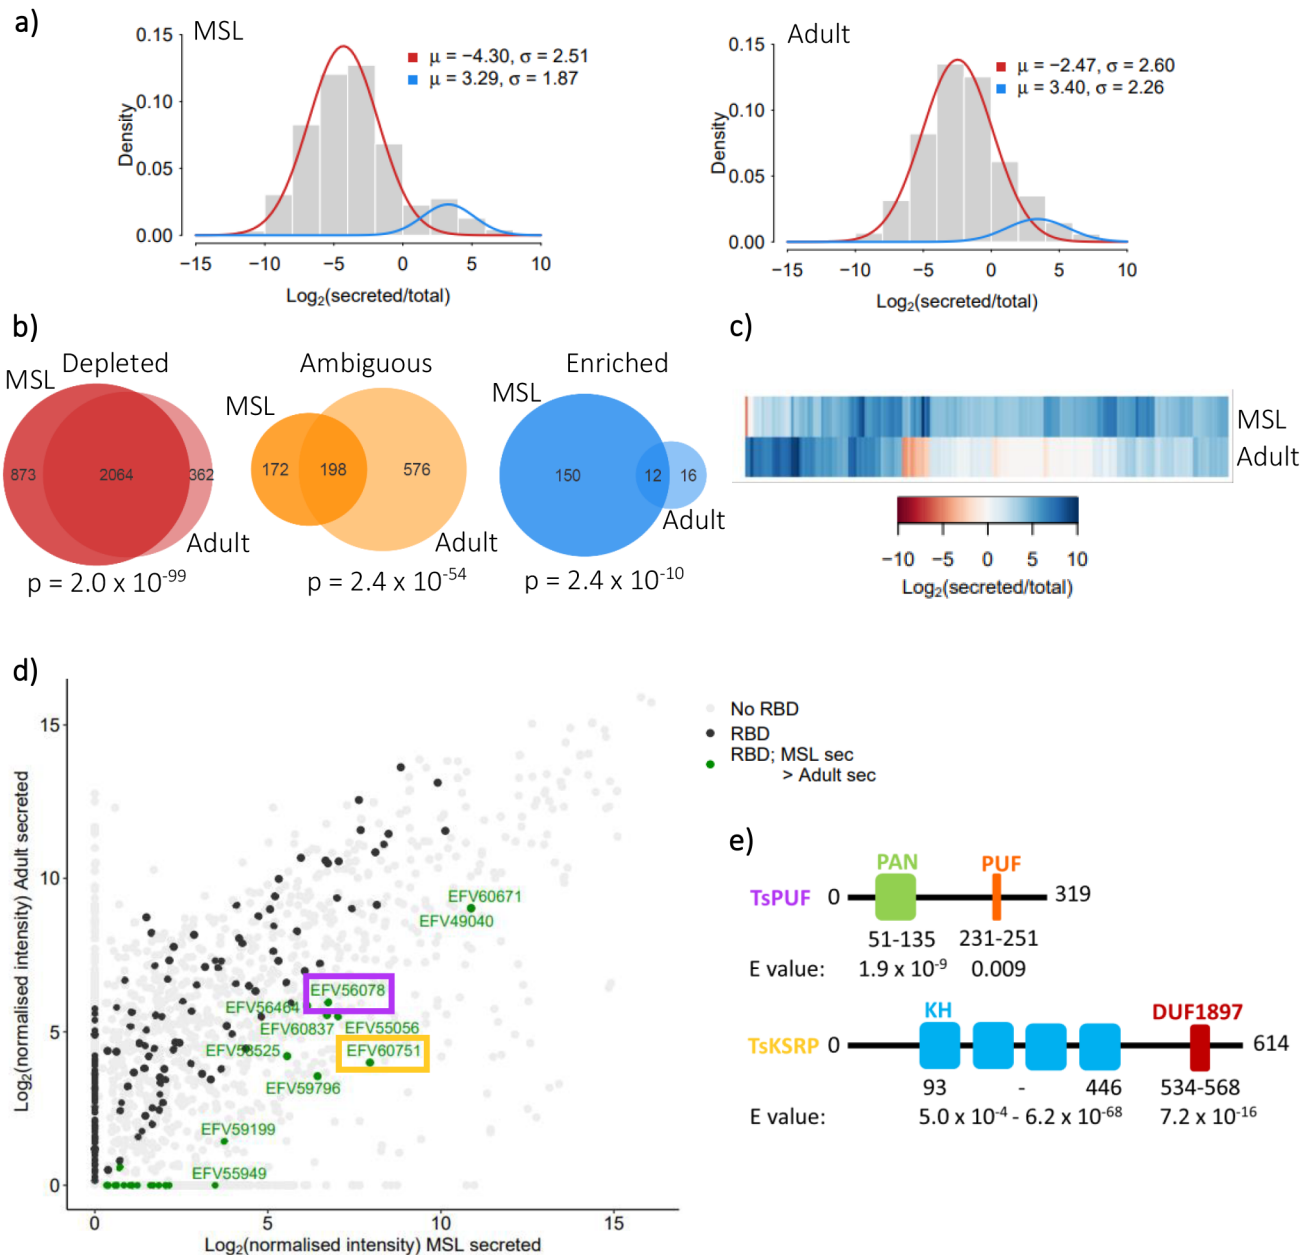 a)
MSL
0.15
0.10
0.05
0.00
Density
μ = −4.30, σ = 2.51
μ = 3.29, σ = 1.87
−15 −10 −5 0 5 10
Log2(secreted/total)
Adult
0.15
0.10
0.05
0.00
Density
μ = −2.47, σ = 2.60
μ = 3.40, σ = 2.26
−15 −10 −5 0 5 10
Log2(secreted/total)
b)
Depleted
MSL
873 2064 362
Adult
p = 2.0 x 10-99
Ambiguous
MSL
172 198 576
Adult
p = 2.4 x 10-54
Enriched
MSL
150 12 16
Adult
p = 2.4 x 10-10
c)
MSL
Adult
−10 −5 0 5 10
Log2(secreted/total)
d)
Log2(normalised intensity) Adult secreted
15
10
5
0
No RBD
RBD
RBD; MSL sec
> Adult sec
EFV60671
EFV49040
EFV56078
EFV56464
EFV60837 EFV55056
EFV58525 EFV60751
EFV59796
EFV59199
EFV55949
0 5 10 15
Log2(normalised intensity) MSL secreted
e)
PAN PUF
TsPUF 0 319
51-135 231-251
E value: 1.9 x 10-9 0.009
KH DUF1897
TsKSRP 0 614
93 - 446 534-568
E value: 5.0 x 10-4 - 6.2 x 10-68 7.2 x 10-16